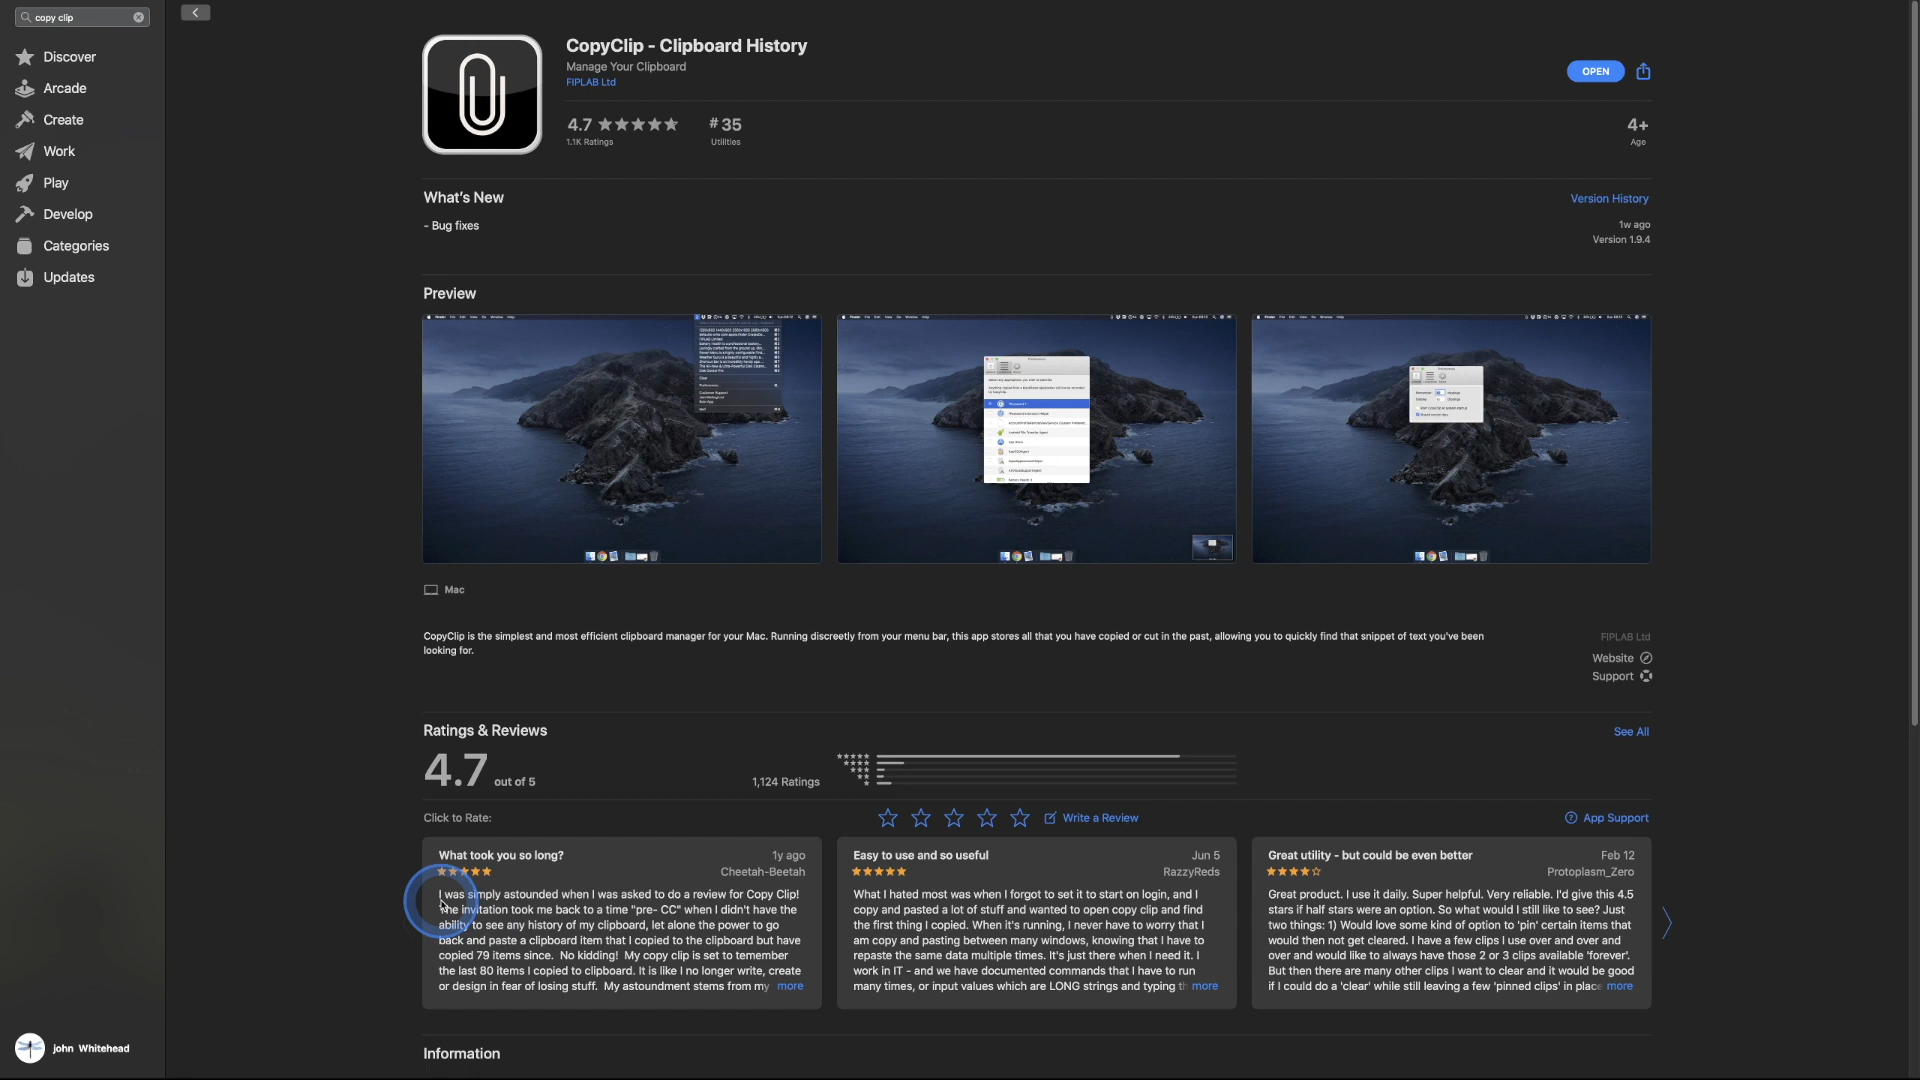 copy clip
Discover
Arcade
Create
Work
Play
Develop
Categories
Updates
john Whitehead
CopyClip - Clipboard History
Manage Your Clipboard
FIPLAB Ltd
OPEN
4.7
1.1K Ratings
#35
Utilities
4+
Age
What's New
Version History
- Bug fixes
1w ago
Version 1.9.4
Preview
Mac
CopyClip is the simplest and most efficient clipboard manager for your Mac. Running discreetly from your menu bar, this app stores all that you have copied or cut in the past, allowing you to quickly find that snippet of text you've been
looking for.
FIPLAB Ltd
Website
Support
Ratings & Reviews
See All
4.7 out of 5
1,124 Ratings
Click to Rate:
Write a Review
App Support
What took you so long?
1y ago
Cheetah-Beetah
I was simply astounded when I was asked to do a review for Copy Clip!
The invitation took me back to a time "pre- CC" when I didn't have the
ability to see any history of my clipboard, let alone the power to go
back and paste a clipboard item that I copied to the clipboard but have
copied 79 items since. No kidding! My copy clip is set to temember
the last 80 items I copied to clipboard. It is like I no longer write, create
or design in fear of losing stuff. My astoundment stems from my more
Easy to use and so useful
Jun 5
RazzyReds
What I hated most was when I forgot to set it to start on login, and I
copy and pasted a lot of stuff and wanted to open copy clip and find
the first thing I copied. When it's running, I never have to worry that I
am copy and pasting between many windows, knowing that I have to
repaste the same data multiple times. It's just there when I need it. I
work in IT - and we have documented commands that I have to run
many times, or input values which are LONG strings and typing th more
Great utility - but could be even better
Feb 12
Protoplasm_Zero
Great product. I use it daily. Super helpful. Very reliable. I'd give this 4.5
stars if half stars were an option. So what would I still like to see? Just
two things: 1) Would love some kind of option to 'pin' certain items that
would then not get cleared. I have a few clips I use over and over and
over and would like to always have those 2 or 3 clips available 'forever'.
But then there are many other clips I want to clear and it would be good
if I could do a 'clear' while still leaving a few 'pinned clips' in place more
Information